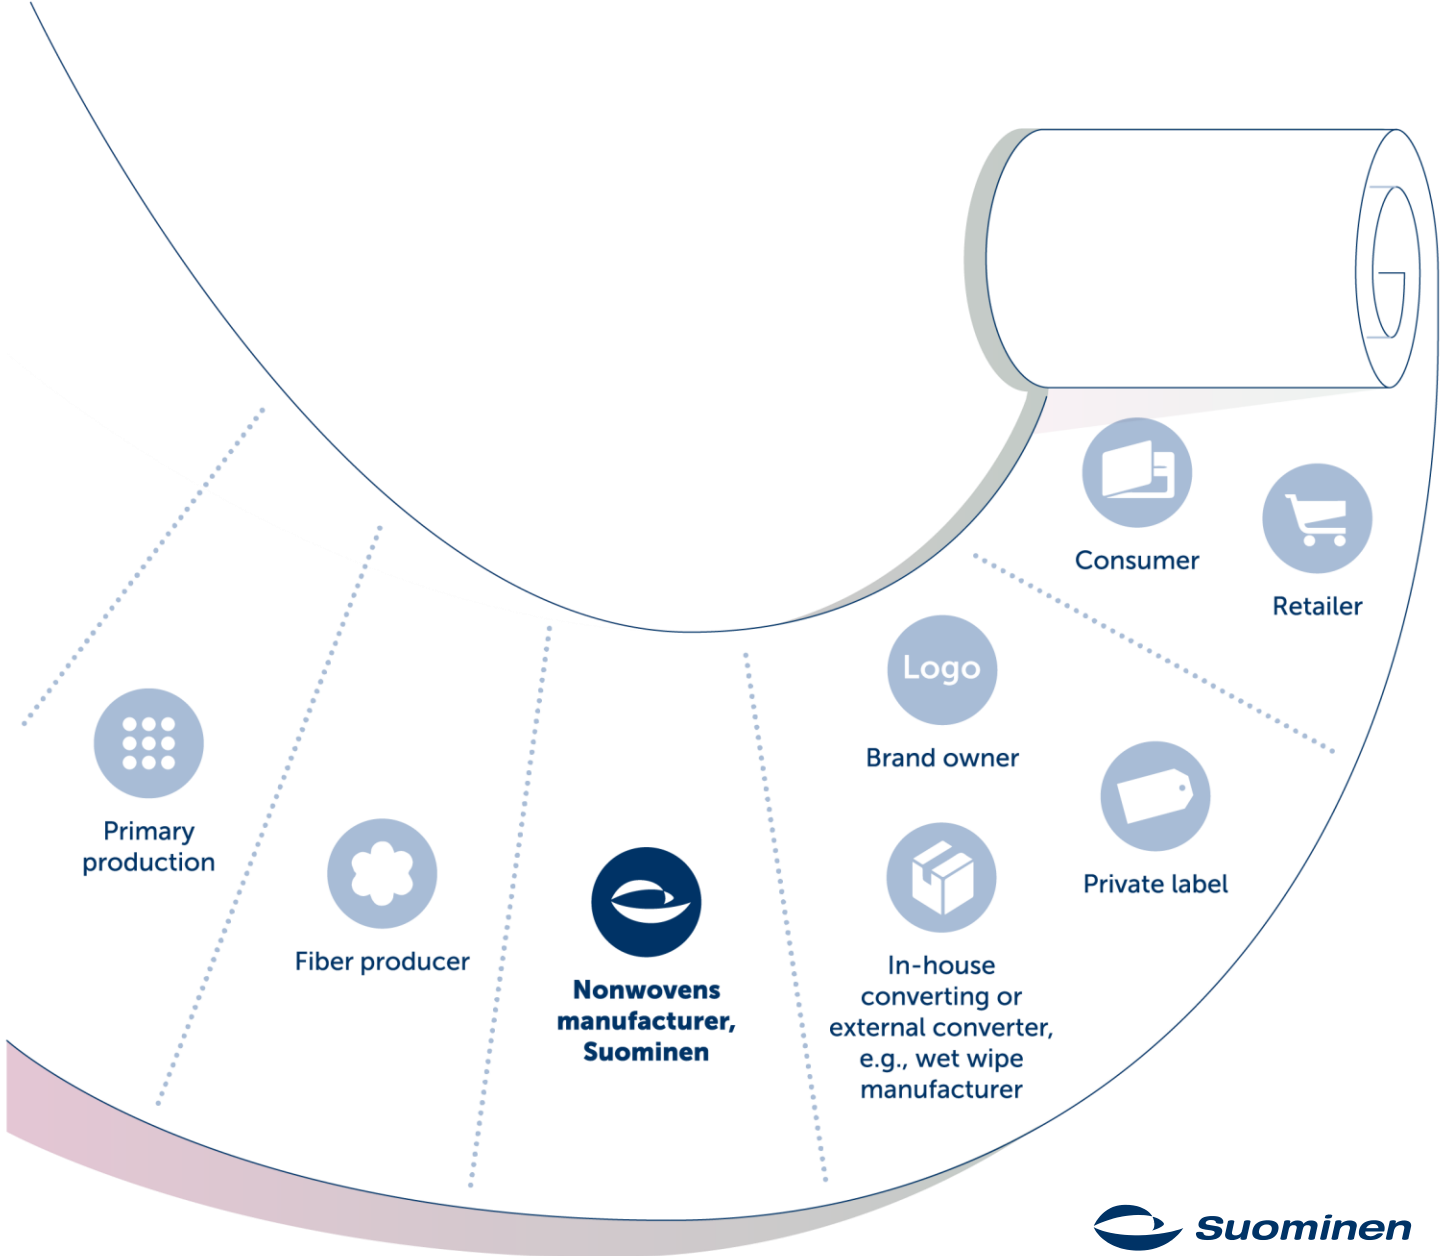 Primary
production
Fiber producer
Nonwovens
manufacturer,
Suominen
Logo
Brand owner
In-house
converting or
external converter,
e.g., wet wipe
manufacturer
Private label
Consumer
Retailer
Suominen